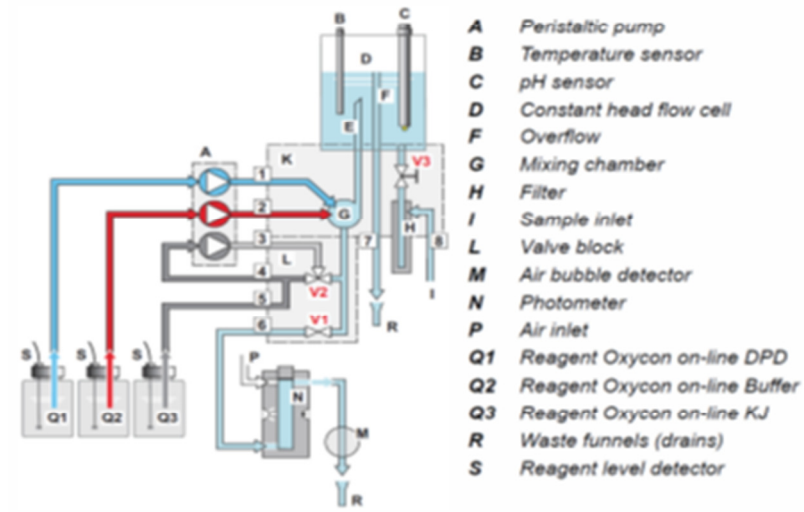 B
C
D
F
E
A
K
V3
1
2
G
H
3
7
8
L
4
V2
I
5
R
6
V1
S
S
S
P
N
Q1
Q2
Q3
M
R
A Peristaltic pump
B Temperature sensor
C pH sensor
D Constant head flow cell
F Overflow
G Mixing chamber
H Filter
I Sample inlet
L Valve block
M Air bubble detector
N Photometer
P Air inlet
Q1 Reagent Oxycon on-line DPD
Q2 Reagent Oxycon on-line Buffer
Q3 Reagent Oxycon on-line KJ
R Waste funnels (drains)
S Reagent level detector